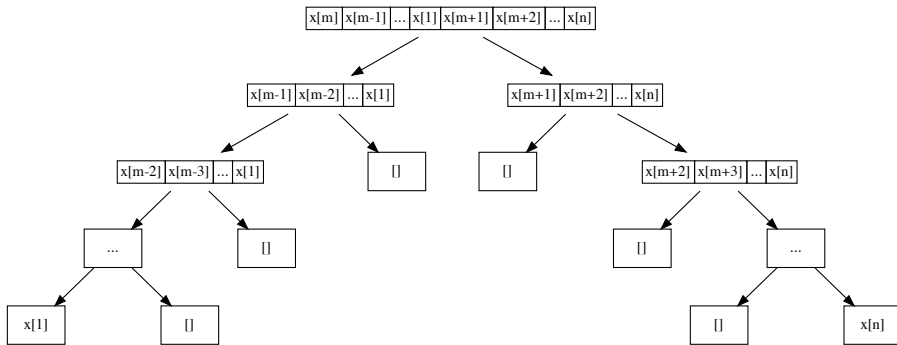 x[m] x[m-1] ... x[1] x[m+1] x[m+2] ... x[n]
x[m-1] x[m-2] ... x[1]
x[m+1] x[m+2] ... x[n]
x[m-2] x[m-3] ... x[1]
[]
[]
x[m+2] x[m+3] ... x[n]
...
[]
[]
...
x[1]
[]
[]
x[n]